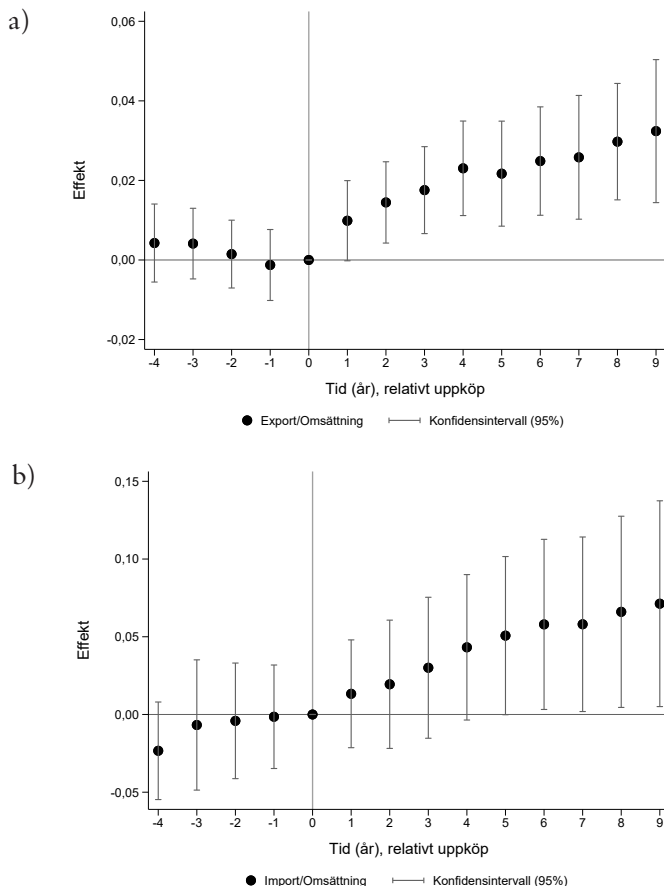 a)
0,06
0,04
0,02
0,00
-0,02
Effekt
-4 -3 -2 -1 0 1 2 3 4 5 6 7 8 9
Tid (år), relativt uppköp
Export/Omsättning Konfidensintervall (95%)
b)
0,15
0,10
0,05
0,00
-0,05
Effekt
-4 -3 -2 -1 0 1 2 3 4 5 6 7 8 9
Tid (år), relativt uppköp
Import/Omsättning Konfidensintervall (95%)